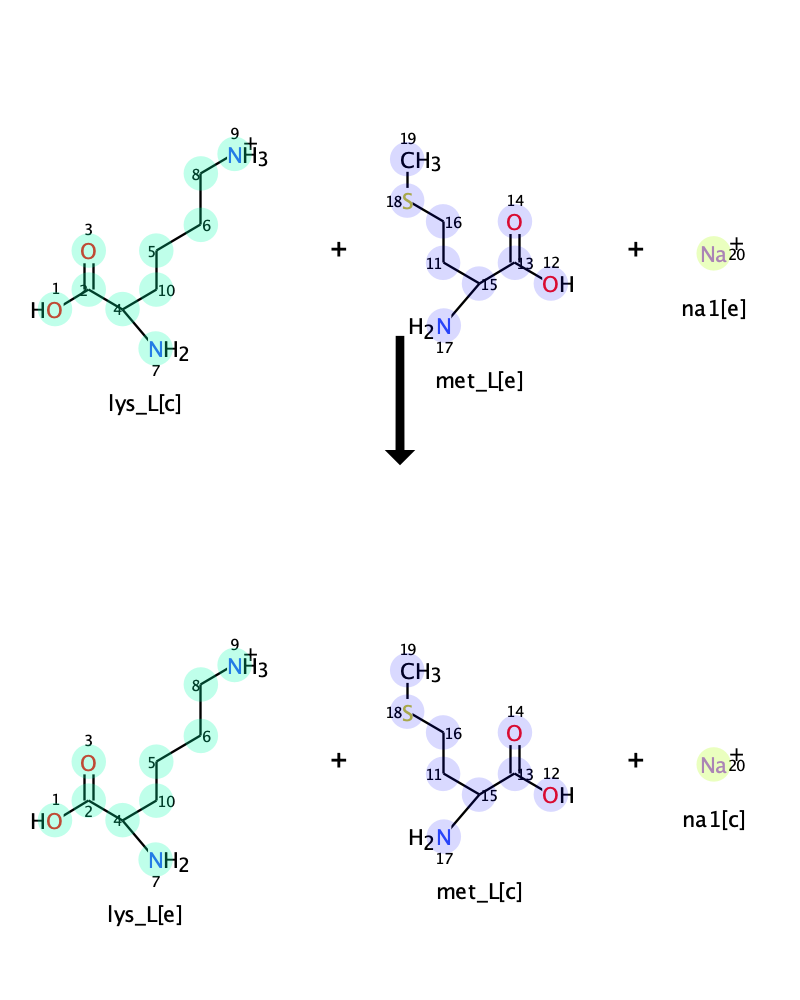 19
9
CH3
NH3 +
8
18 S
14
3
6
16
O
O
5
+
+
Na + 20
11
13 12
1
2
15
OH
HO
4
10
na1[e]
H2N
NH2
17
7
met_L[e]
lys_L[c]
19
9
CH3
NH3 +
8
18 S
14
3
6
16
O
O
5
+
+
Na + 20
11
13 12
1
2
15
OH
HO
4
10
na1[c]
H2N
NH2
17
7
met_L[c]
lys_L[e]